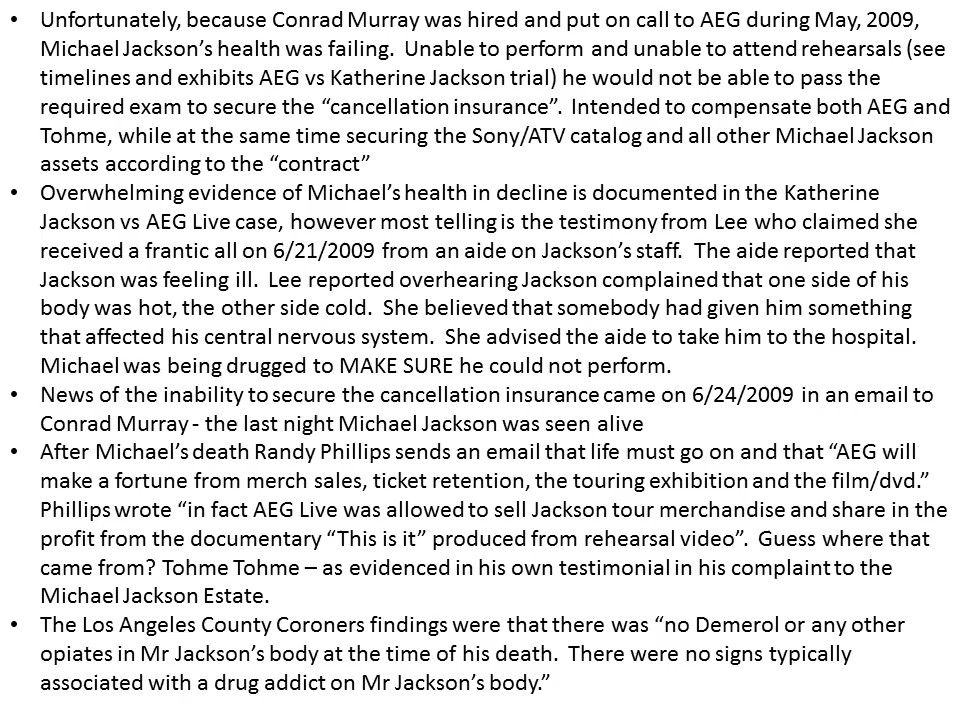 • Unfortunately, because Conrad Murray was hired and put on call to AEG during May, 2009,
Michael Jackson's health was failing.  Unable to perform and unable to attend rehearsals (see
timelines and exhibits AEG vs Katherine Jackson trial) he would not be able to pass the
required exam to secure the “cancellation insurance”.  Intended to compensate both AEG and
Tohme, while at the same time securing the Sony/ATV catalog and all other Michael Jackson
assets according to the “contract”
• Overwhelming evidence of Michael's health in decline is documented in the Katherine
Jackson vs AEG Live case, however most telling is the testimony from Lee who claimed she
received a frantic all on 6/21/2009 from an aide on Jackson's staff.  The aide reported that
Jackson was feeling ill.  Lee reported overhearing Jackson complained that one side of his
body was hot, the other side cold.  She believed that somebody had given him something
that affected his central nervous system.  She advised the aide to take him to the hospital.
Michael was being drugged to MAKE SURE he could not perform.
• News of the inability to secure the cancellation insurance came on 6/24/2009 in an email to
Conrad Murray - the last night Michael Jackson was seen alive
• After Michael's death Randy Phillips sends an email that life must go on and that “AEG will
make a fortune from merch sales, ticket retention, the touring exhibition and the film/dvd.”
Phillips wrote “in fact AEG Live was allowed to sell Jackson tour merchandise and share in the
profit from the documentary “This is it” produced from rehearsal video”.  Guess where that
came from? Tohme Tohme – as evidenced in his own testimonial in his complaint to the
Michael Jackson Estate.
• The Los Angeles County Coroners findings were that there was “no Demerol or any other
opiates in Mr Jackson's body at the time of his death.  There were no signs typically
associated with a drug addict on Mr Jackson's body.”